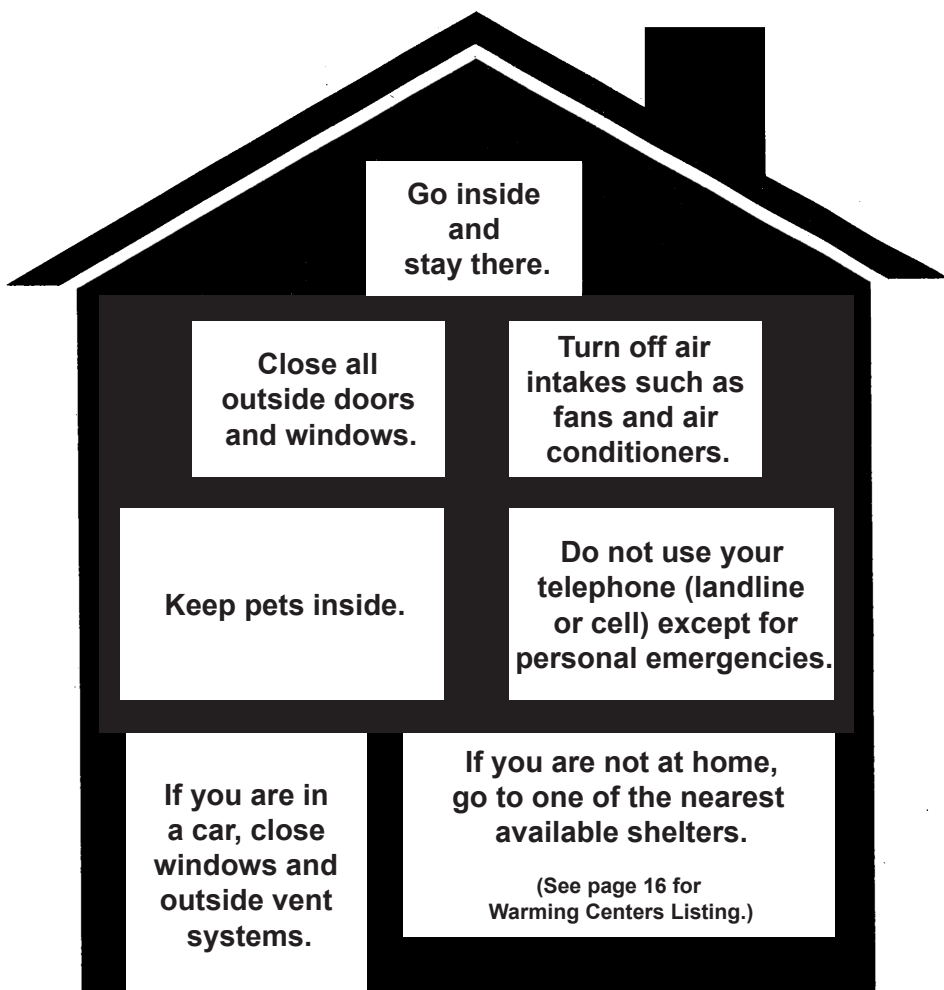 Go inside
and
stay there.
Close all
outside doors
and windows.
Turn off air
intakes such as
fans and air
conditioners.
Keep pets inside.
Do not use your
telephone (landline
or cell) except for
personal emergencies.
If you are in
a car, close
windows and
outside vent
systems.
If you are not at home,
go to one of the nearest
available shelters.
(See page 16 for
Warming Centers Listing.)